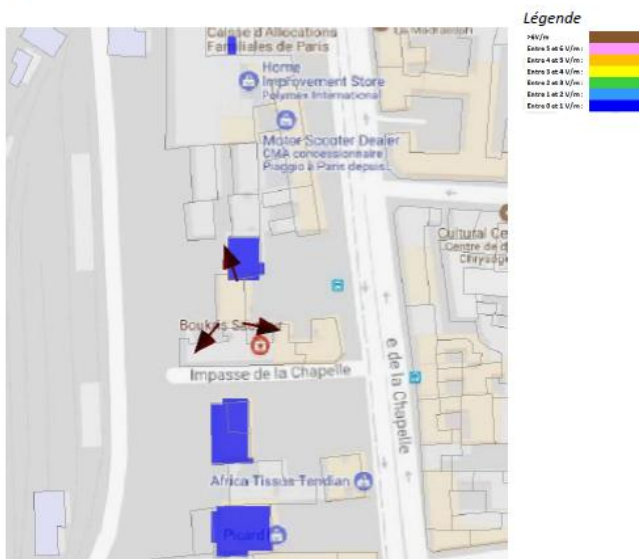 Légende
>6V/m
Entre 5 et 6 V/m :
Entre 4 et 5 V/m :
Entre 3 et 4 V/m :
Entre 2 et 3 V/m :
Entre 1 et 2 V/m :
Entre 0 et 1 V/m :
Caisse d'Allocations
Familiales de Paris
Home
Improvement Store
Polymax International
Motor Scooter Dealer
CMA concessionnaire
Piaggio à Paris depuis...
Cultural Ce
Centre de d
Chrysog
Impasse de la Chapelle
e de la Chapelle
Africa Tissus Tendian
Picard